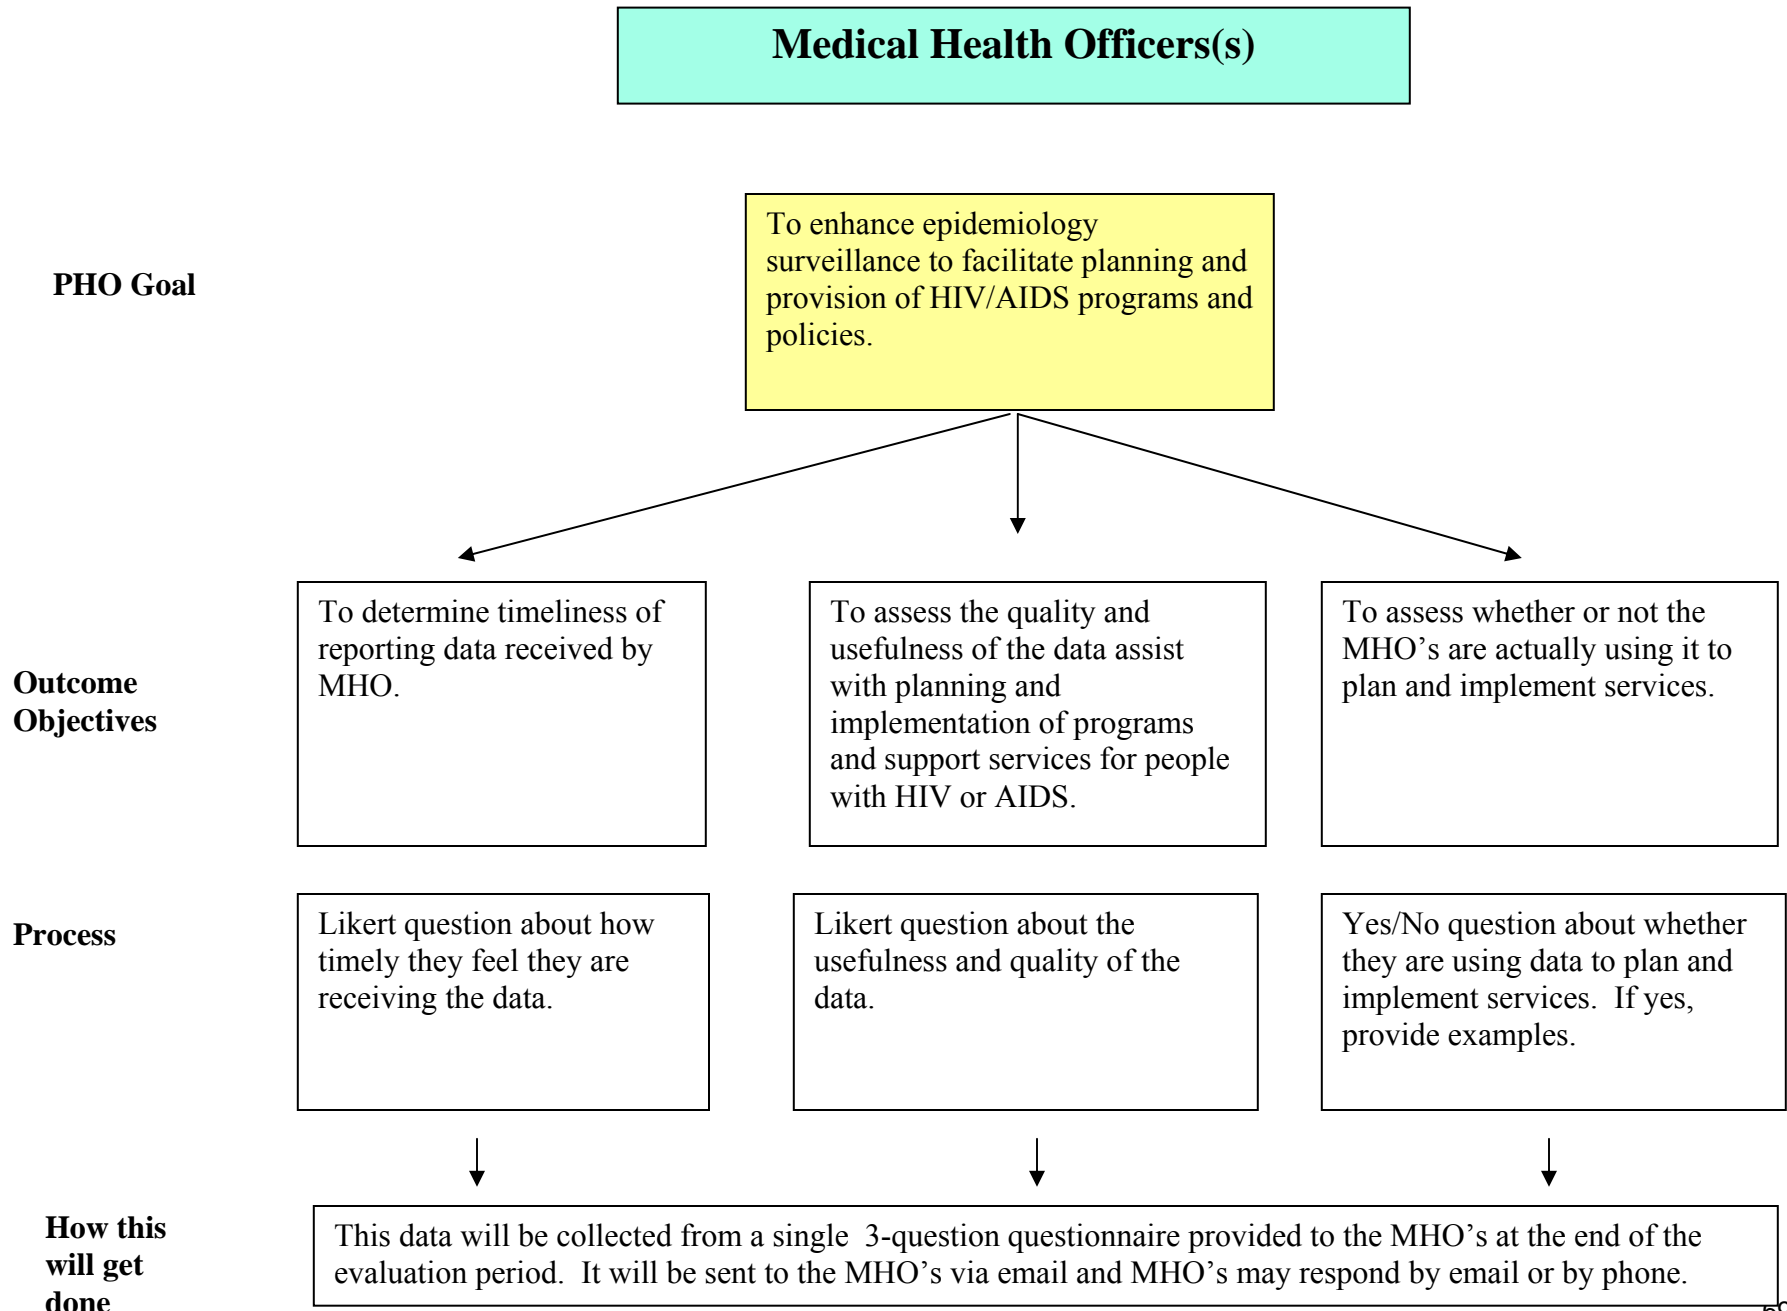 Medical Health Officers(s)
PHO Goal
To enhance epidemiology
surveillance to facilitate planning and
provision of HIV/AIDS programs and
policies.
Outcome
Objectives
To determine timeliness of
reporting data received by
MHO.
To assess the quality and
usefulness of the data assist
with planning and
implementation of programs
and support services for people
with HIV or AIDS.
To assess whether or not the
MHO’s are actually using it to
plan and implement services.
Process
Likert question about how
timely they feel they are
receiving the data.
Likert question about the
usefulness and quality of the
data.
Yes/No question about whether
they are using data to plan and
implement services.  If yes,
provide examples.
How this
will get
done
This data will be collected from a single  3-question questionnaire provided to the MHO’s at the end of the
evaluation period.  It will be sent to the MHO’s via email and MHO’s may respond by email or by phone.